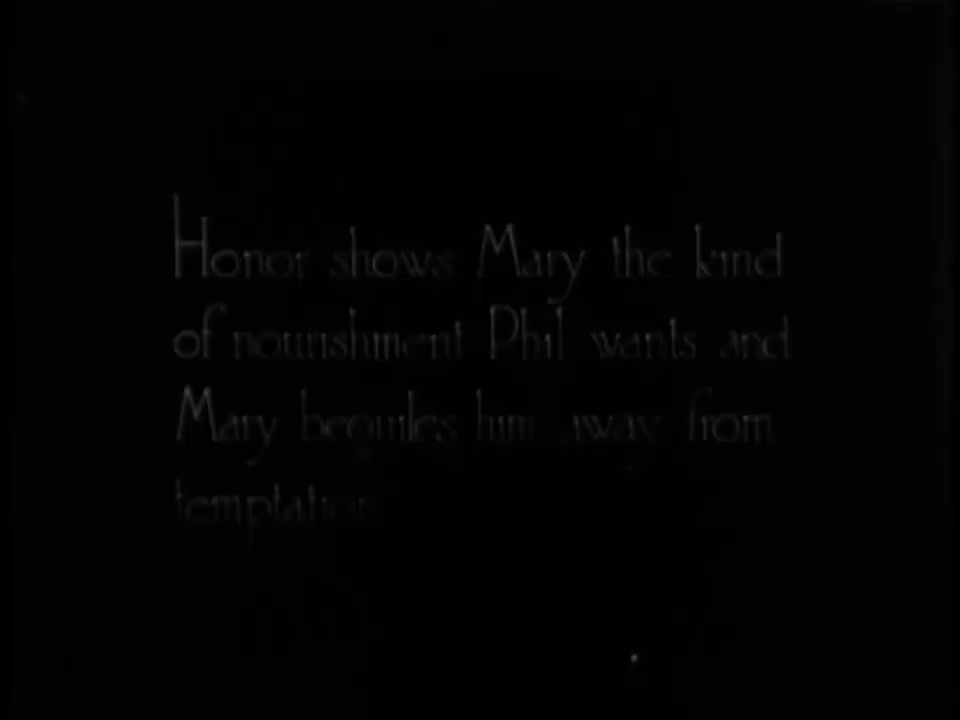 Honor shows Mary the kind
of nourishment Phil wants and
Mary beguiles him away from
temptation